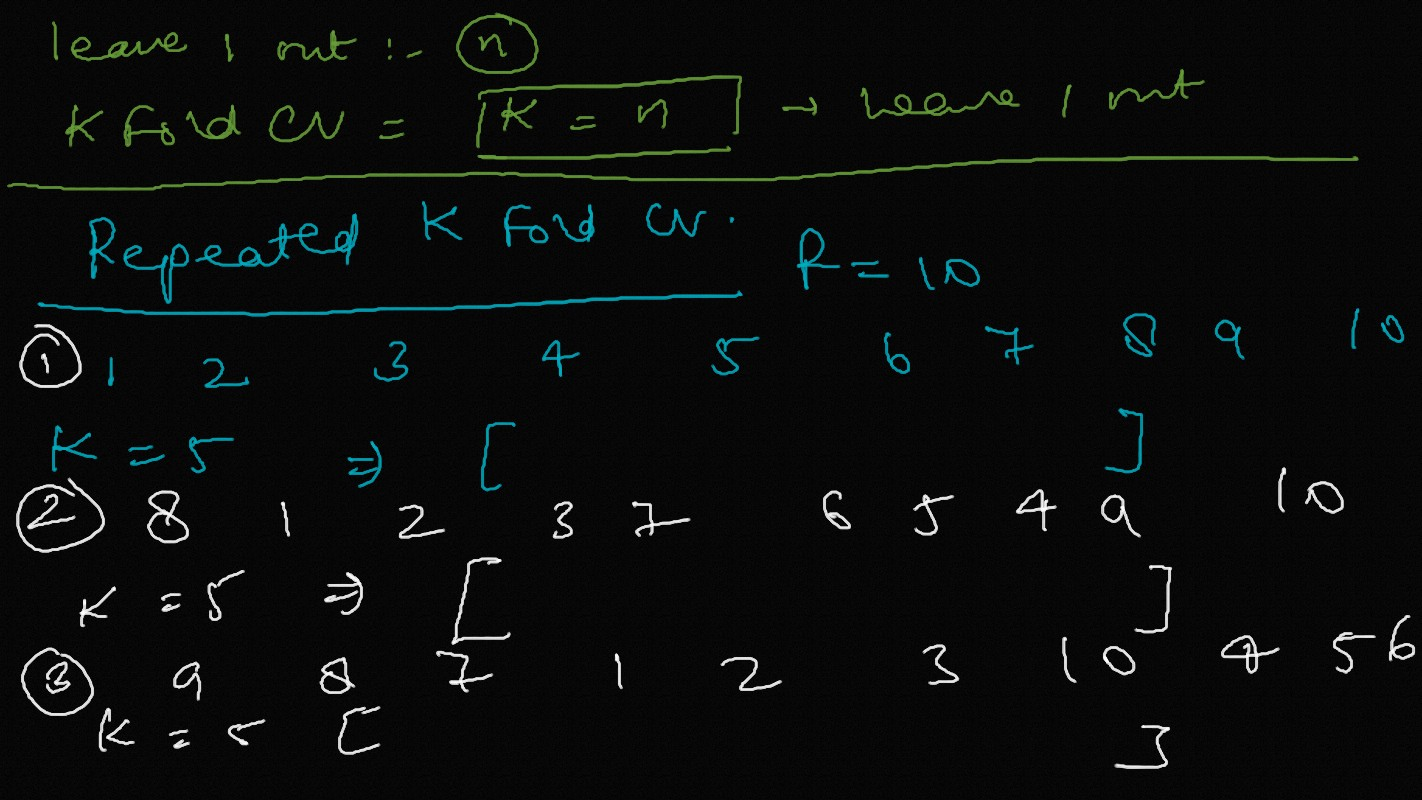 leave 1 out :- n
K Fold CV = K = n → Leave 1 out
Repeated K Fold CV.
R = 10
1 1 2 3 4 5 6 7 8 9 10
K = 5 ⇒ [ ]
2 8 1 2 3 7 6 5 4 9 10
K = 5 ⇒ [ ]
3 9 8 7 1 2 3 10 4 5 6
K = 5 [ ]